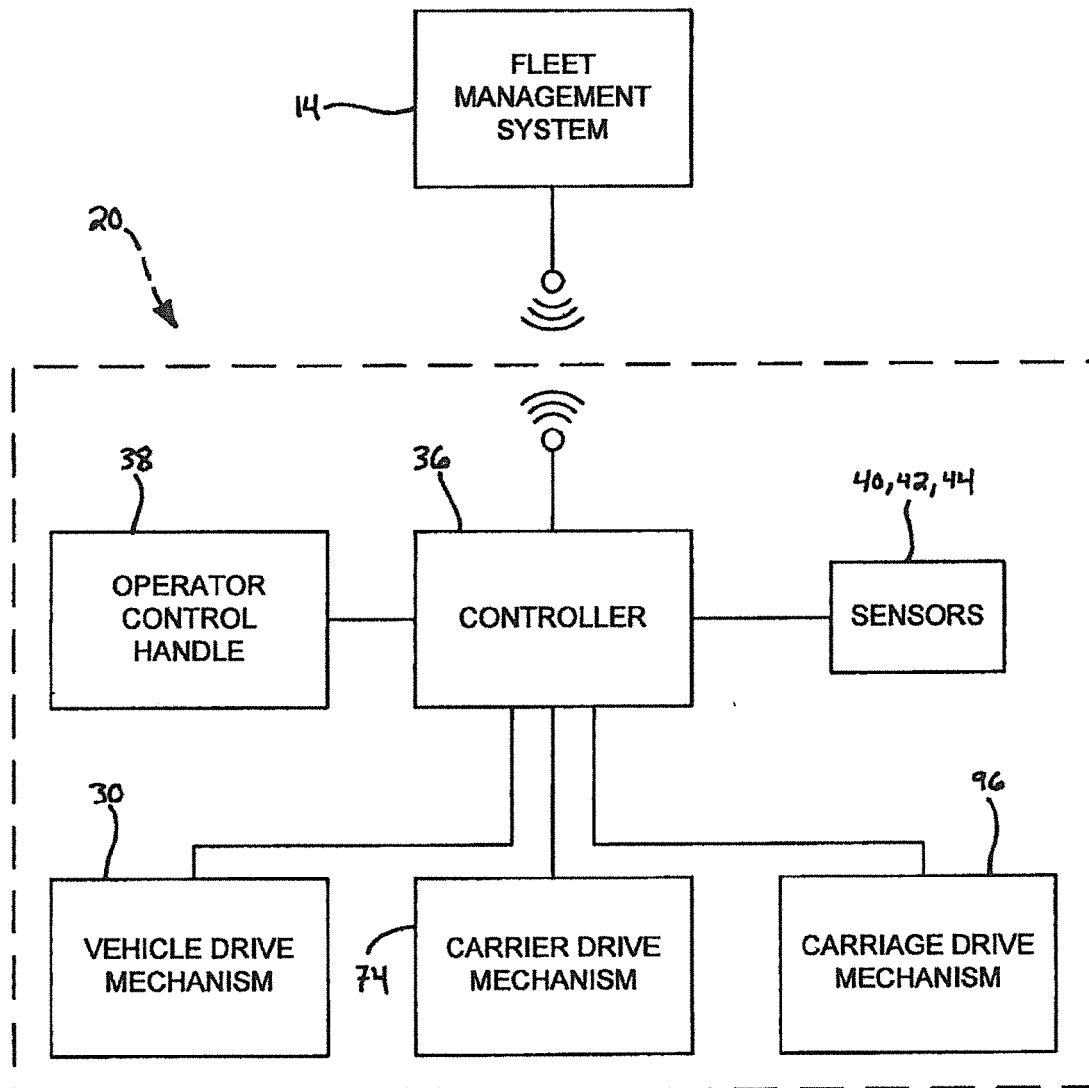 FLEET
MANAGEMENT
SYSTEM
14
20
38
36
40,42,44
OPERATOR
CONTROL
HANDLE
CONTROLLER
SENSORS
30
96
VEHICLE DRIVE
MECHANISM
74
CARRIER DRIVE
MECHANISM
CARRIAGE DRIVE
MECHANISM